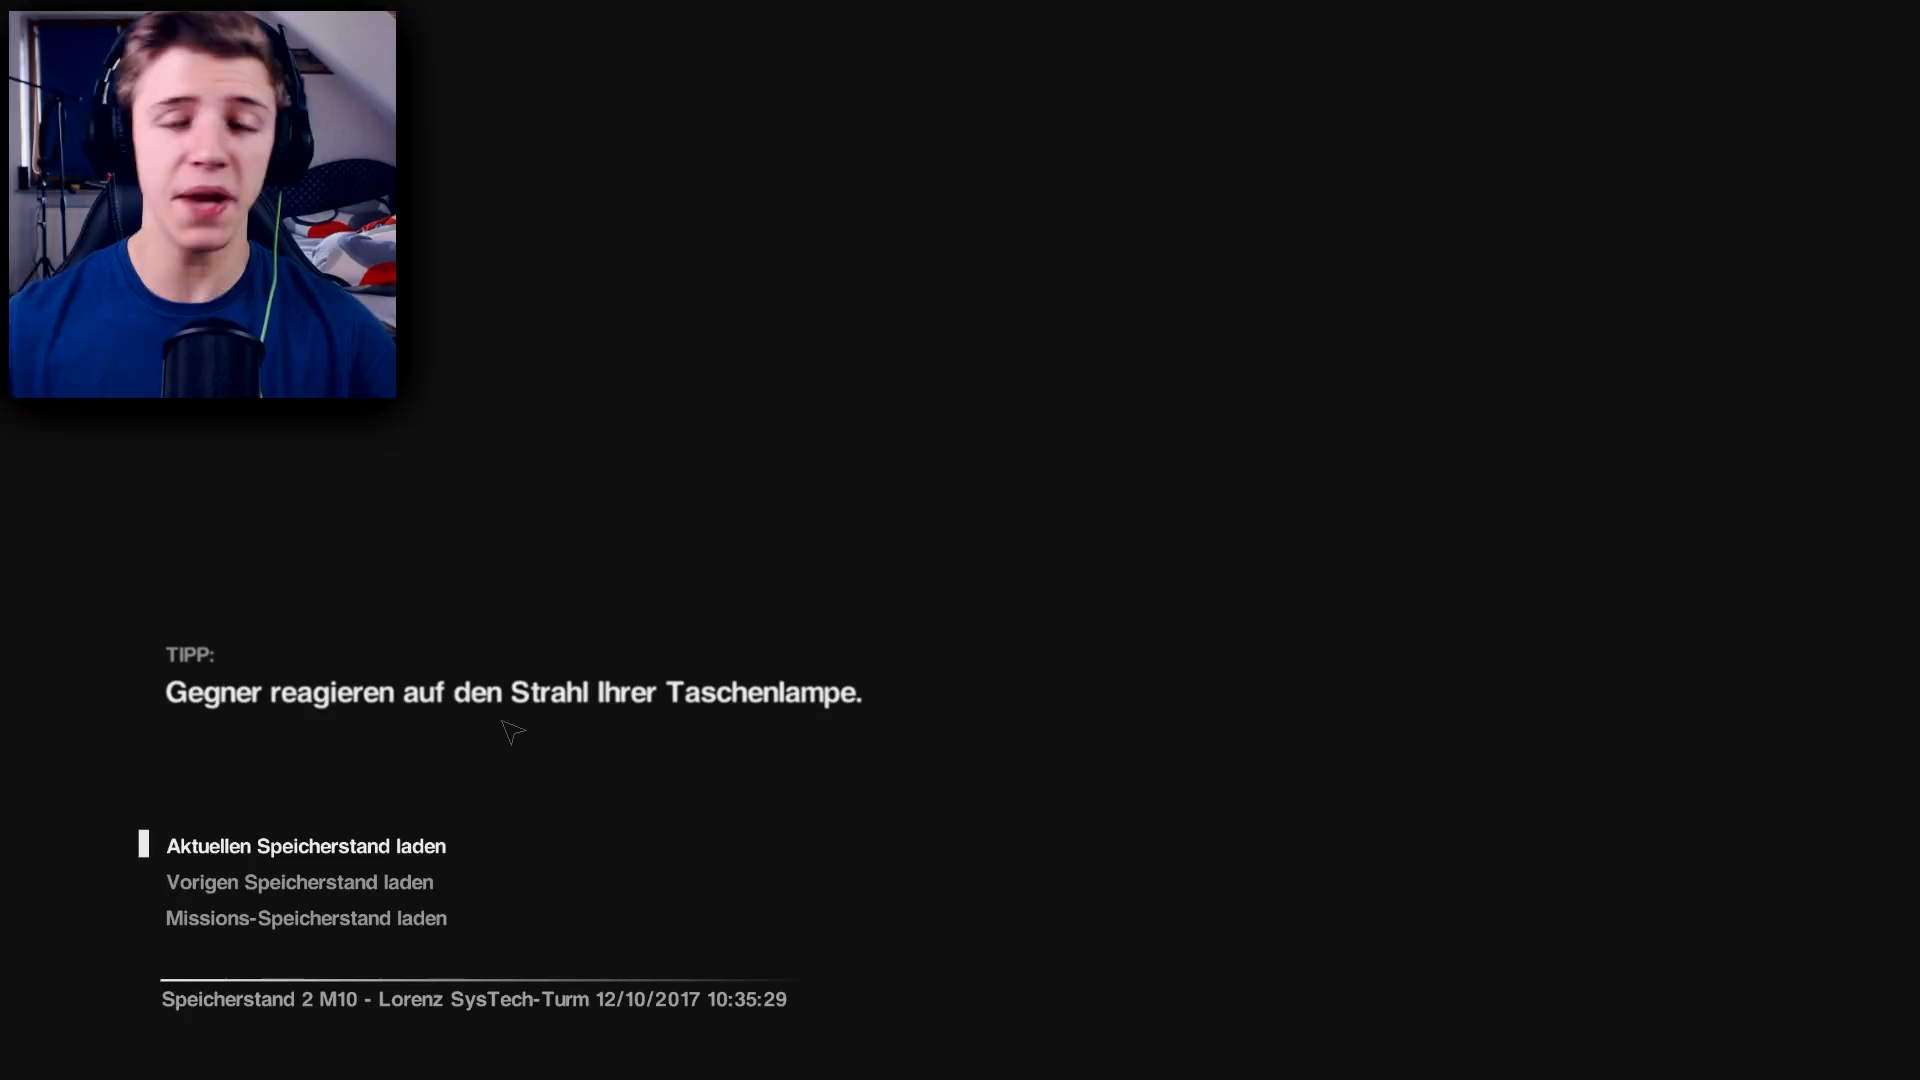 TIPP:
Gegner reagieren auf den Strahl Ihrer Taschenlampe.
Aktuellen Speicherstand laden
Vorigen Speicherstand laden
Missions-Speicherstand laden
Speicherstand 2 M10 - Lorenz SysTech-Turm 12/10/2017 10:35:29